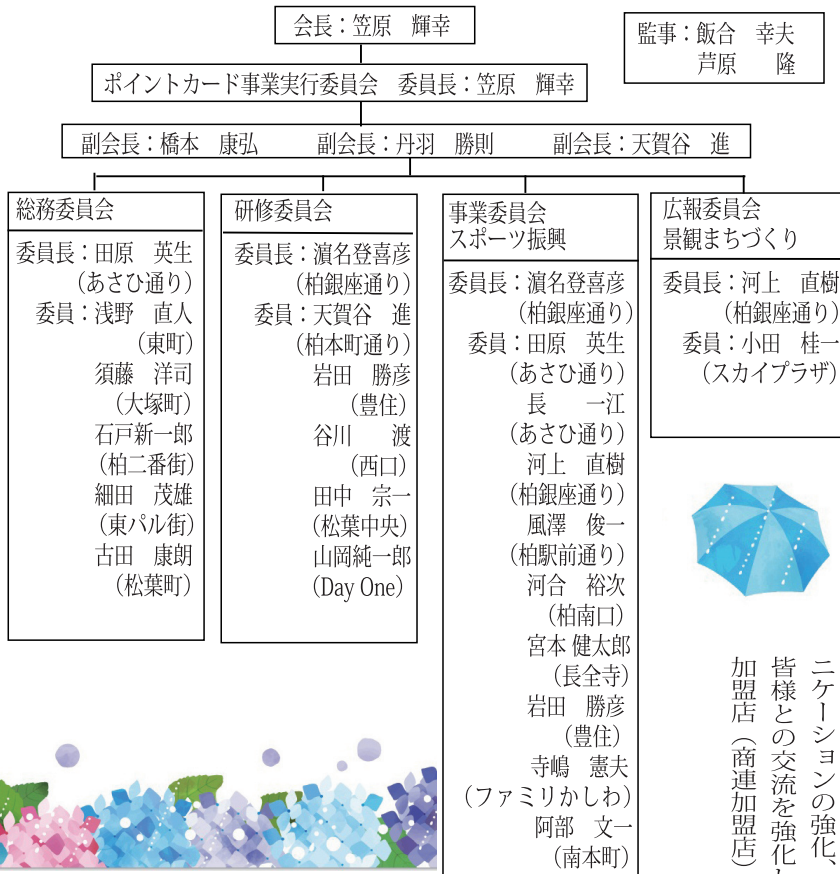 会長：笠原　輝幸
監事：飯合　幸夫
芦原　　隆
ポイントカード事業実行委員会　委員長：笠原　輝幸
副会長：橋本　康弘　　副会長：丹羽　勝則　　副会長：天賀谷　進
総務委員会
委員長：田原　英生
（あさひ通り）
委員：浅野　直人
（東町）
須藤　洋司
（大塚町）
石戸新一郎
（柏二番街）
細田　茂雄
（東パル街）
古田　康朗
（松葉町）
研修委員会
委員長：濵名登喜彦
（柏銀座通り）
委員：天賀谷　進
（柏本町通り）
岩田　勝彦
（豊住）
谷川　　渡
（西口）
田中　宗一
（松葉中央）
山岡純一郎
（Day One）
事業委員会
スポーツ振興
委員長：濵名登喜彦
（柏銀座通り）
委員：田原　英生
（あさひ通り）
長　　一江
（あさひ通り）
河上　直樹
（柏銀座通り）
風澤　俊一
（柏駅前通り）
河合　裕次
（柏南口）
宮本 健太郎
（長全寺）
岩田　勝彦
（豊住）
寺嶋　憲夫
（ファミリかしわ）
阿部　文一
（南本町）
広報委員会
景観まちづくり
委員長：河上　直樹
（柏銀座通り）
委員：小田　桂一
（スカイプラザ）
ニケーションの強化、
皆様との交流を強化し
加盟店（商連加盟店）